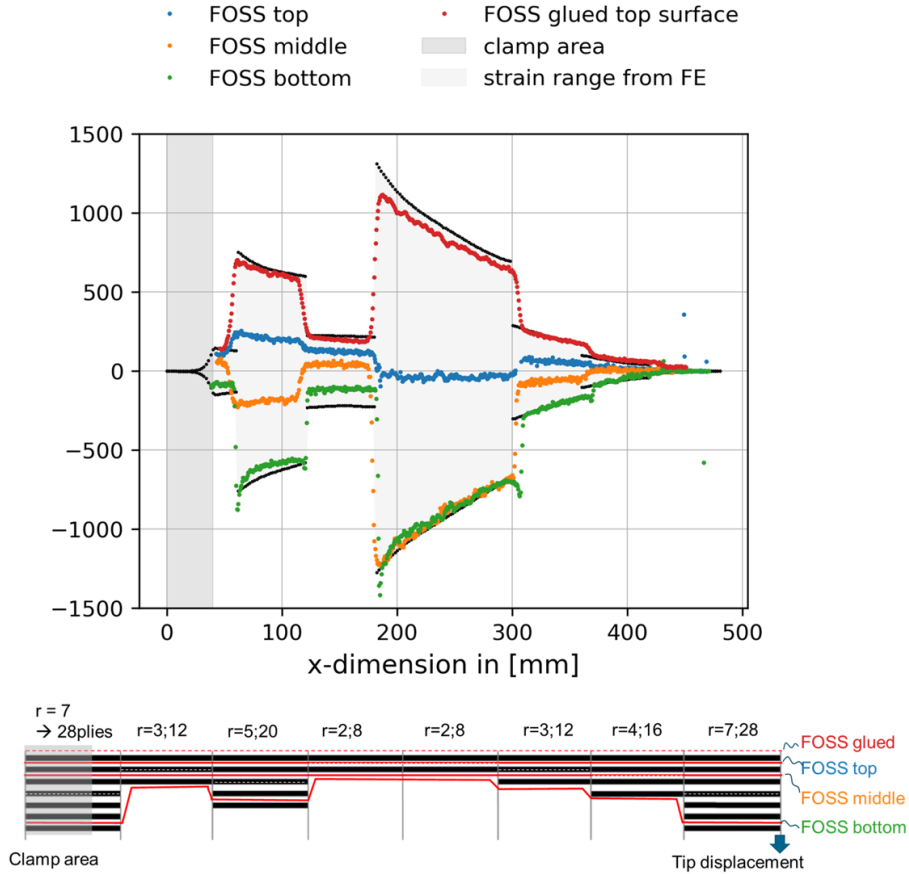 FOSS top
FOSS middle
FOSS bottom
FOSS glued top surface
clamp area
strain range from FE
1500
1000
500
0
−500
−1000
−1500
0 100 200 300 400 500
x-dimension in [mm]
r = 7
→ 28plies
r=3;12 r=5;20 r=2;8 r=2;8 r=3;12 r=4;16 r=7;28
FOSS glued
FOSS top
FOSS middle
FOSS bottom
Clamp area
Tip displacement